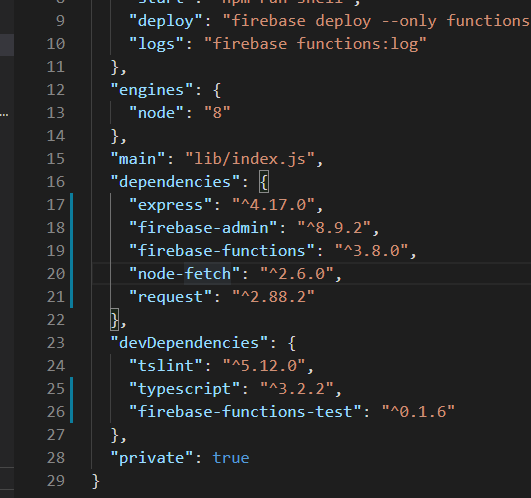 8 "start": "npm run shell",
9 "deploy": "firebase deploy --only functions
10 "logs": "firebase functions:log"
11 },
12 "engines": {
13 "node": "8"
14 },
15 "main": "lib/index.js",
16 "dependencies": {
17 "express": "^4.17.0",
18 "firebase-admin": "^8.9.2",
19 "firebase-functions": "^3.8.0",
20 "node-fetch": "^2.6.0",
21 "request": "^2.88.2"
22 },
23 "devDependencies": {
24 "tslint": "^5.12.0",
25 "typescript": "^3.2.2",
26 "firebase-functions-test": "^0.1.6"
27 },
28 "private": true
29 }